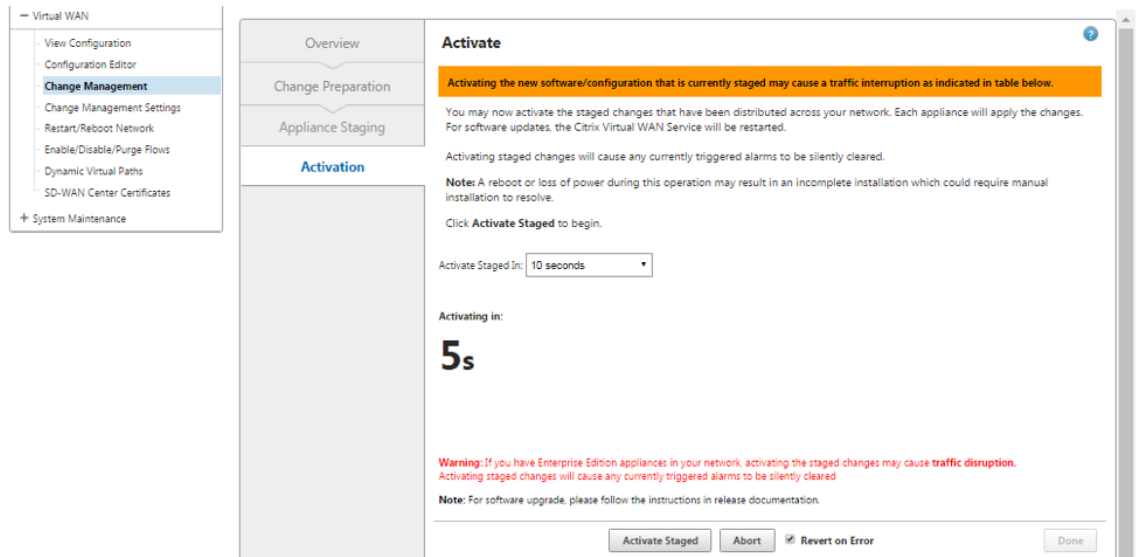 − Virtual WAN
View Configuration
Configuration Editor
Change Management
Change Management Settings
Restart/Reboot Network
Enable/Disable/Purge Flows
Dynamic Virtual Paths
SD-WAN Center Certificates
+ System Maintenance
Overview
Change Preparation
Appliance Staging
Activation
Activate
?
Activating the new software/configuration that is currently staged may cause a traffic interruption as indicated in table below.
You may now activate the staged changes that have been distributed across your network. Each appliance will apply the changes.
For software updates, the Citrix Virtual WAN Service will be restarted.
Activating staged changes will cause any currently triggered alarms to be silently cleared.
Note: A reboot or loss of power during this operation may result in an incomplete installation which could require manual
installation to resolve.
Click Activate Staged to begin.
Activate Staged In: 10 seconds
Activating in:
5s
Warning: If you have Enterprise Edition appliances in your network, activating the staged changes may cause traffic disruption.
Activating staged changes will cause any currently triggered alarms to be silently cleared
Note: For software upgrade, please follow the instructions in release documentation.
Activate Staged Abort Revert on Error Done